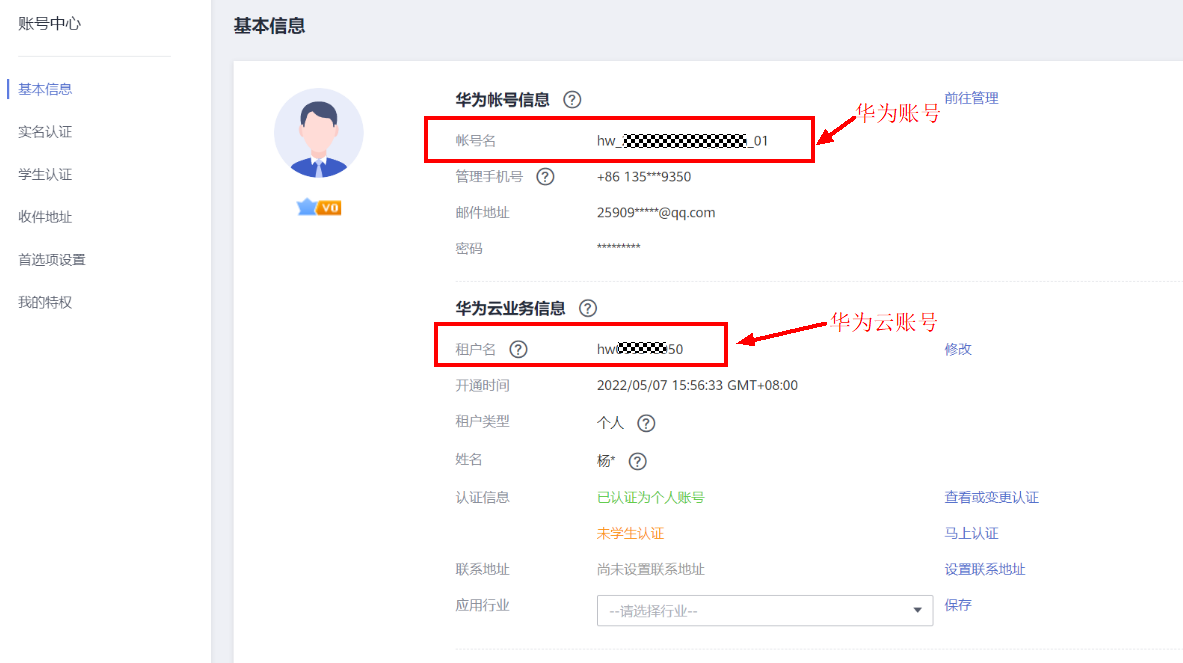 账号中心
基本信息
实名认证
学生认证
收件地址
首选项设置
我的特权
基本信息
V0
华为帐号信息 ?
前往管理
华为账号
帐号名 hw_ _01
管理手机号 ? +86 135***9350
邮件地址 25909*****@qq.com
密码 *********
华为云业务信息 ?
华为云账号
租户名 ? hw 50 修改
开通时间 2022/05/07 15:56:33 GMT+08:00
租户类型 个人 ?
姓名 杨* ?
认证信息 已认证为个人账号 查看或变更认证
未学生认证 马上认证
联系地址 尚未设置联系地址 设置联系地址
应用行业 --请选择行业-- 保存